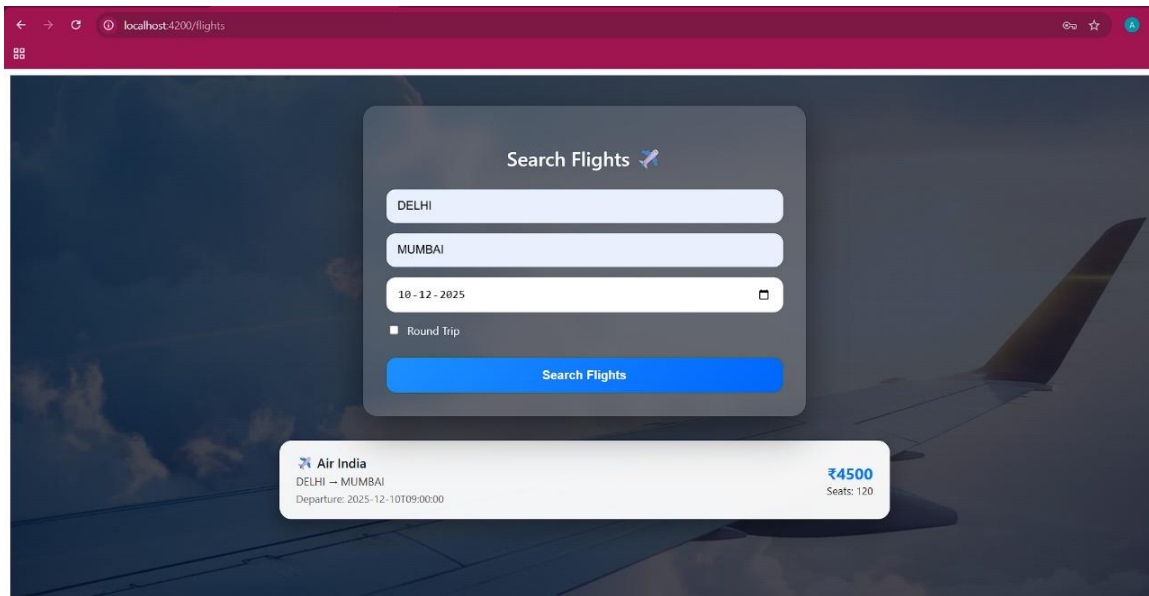 localhost:4200/flights
A
Search Flights
DELHI
MUMBAI
10-12-2025
Round Trip
Search Flights
Air India
DELHI → MUMBAI
Departure: 2025-12-10T09:00:00
₹4500
Seats: 120